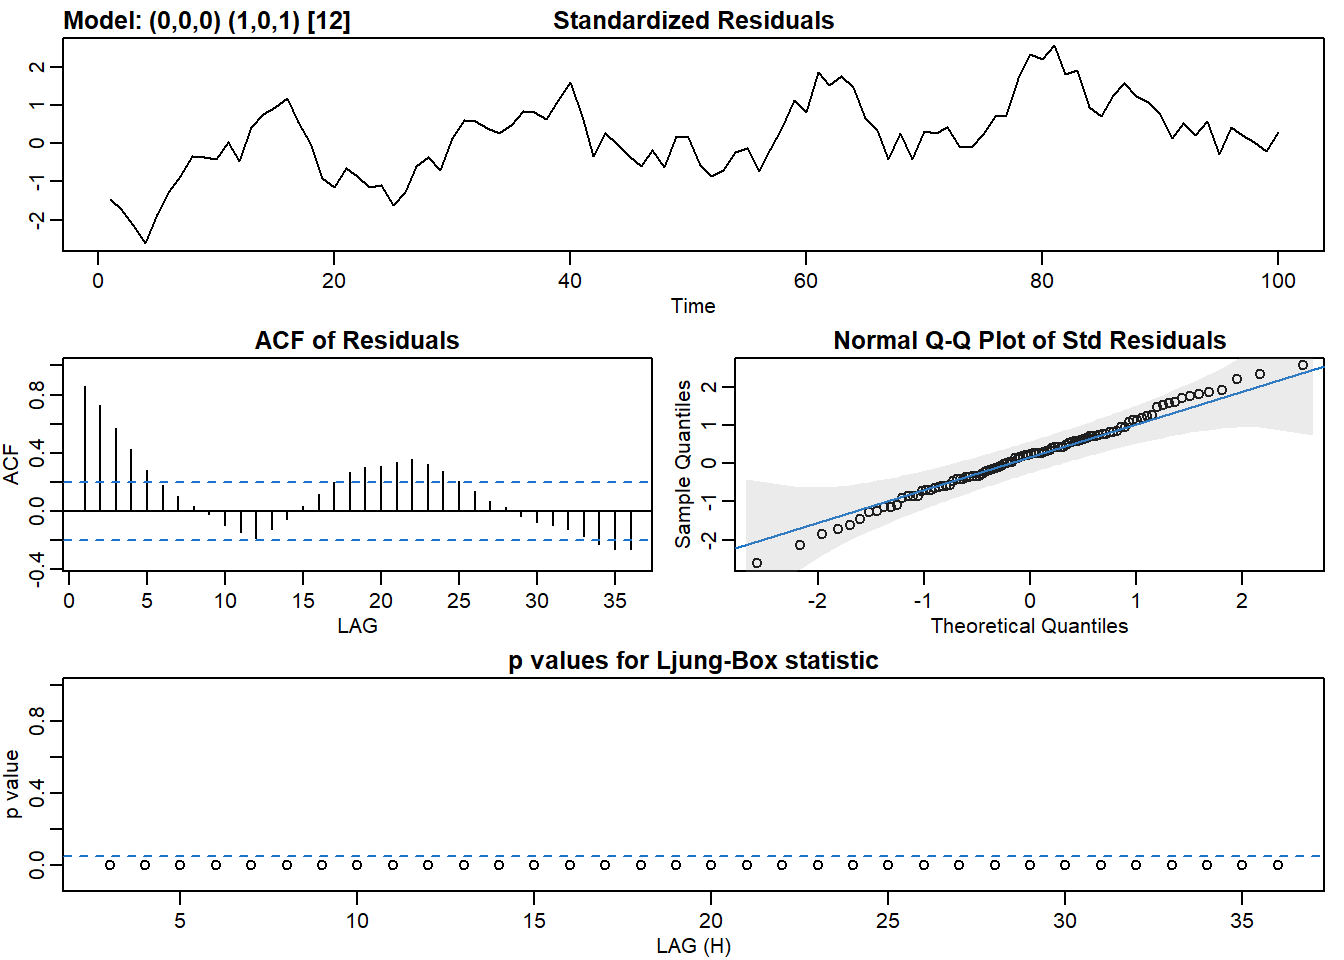 Model: (0,0,0) (1,0,1) [12] Standardized Residuals
2
1
0
-1
-2
0 20 40 60 80 100
Time
ACF of Residuals
ACF
0.8
0.4
0.0
-0.4
0 5 10 15 20 25 30 35
LAG
Normal Q-Q Plot of Std Residuals
Sample Quantiles
2
1
0
-1
-2
-2 -1 0 1 2
Theoretical Quantiles
p values for Ljung-Box statistic
p value
0.8
0.4
0.0
5 10 15 20 25 30 35
LAG (H)